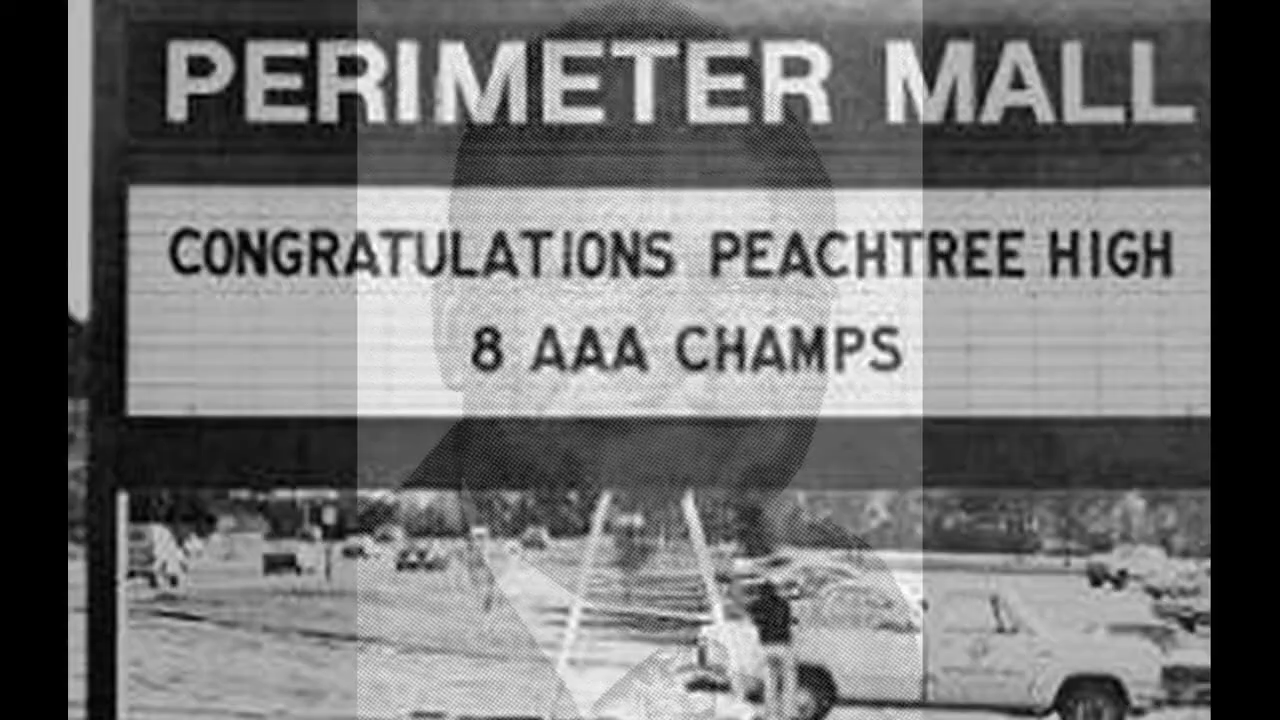 PERIMETER MALL
CONGRATULATIONS PEACHTREE HIGH
8 AAA CHAMPS